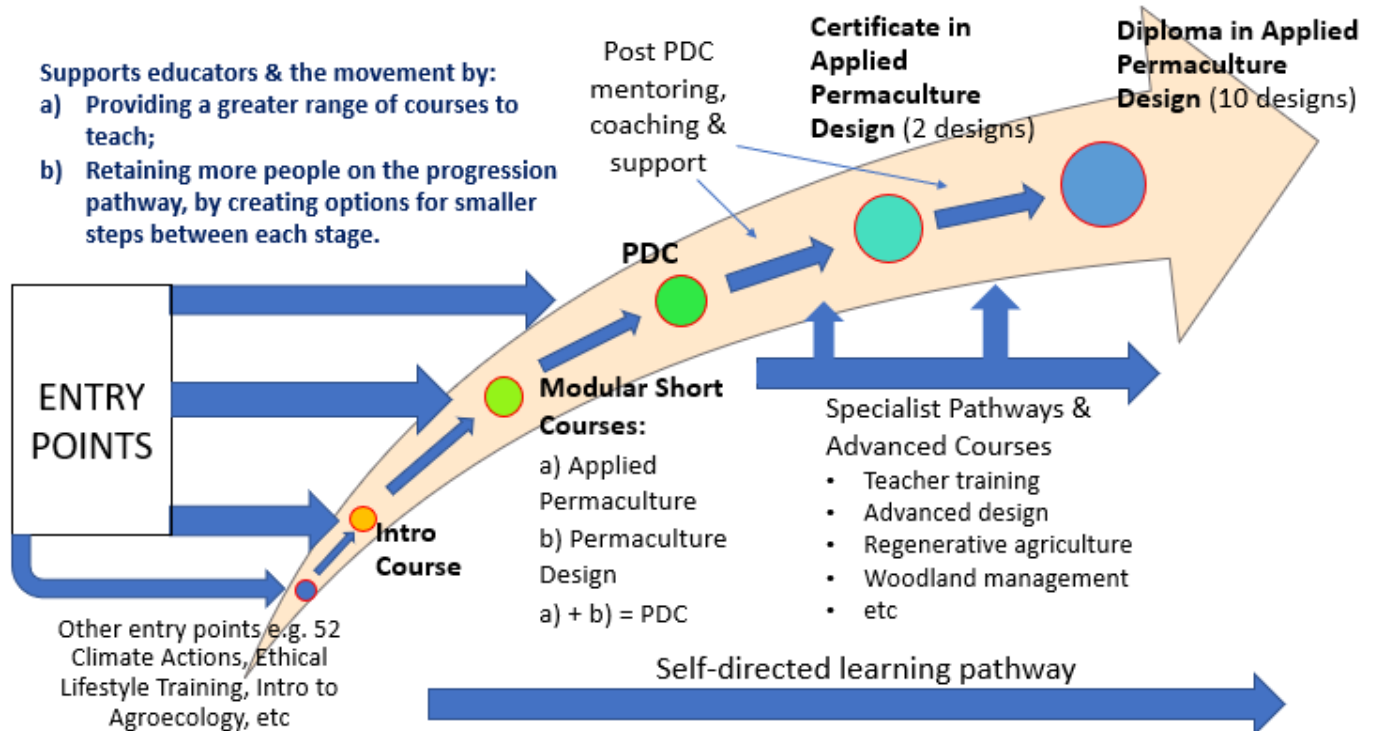 Supports educators & the movement by:
a) Providing a greater range of courses to
teach;
b) Retaining more people on the progression
pathway, by creating options for smaller
steps between each stage.
Post PDC
mentoring,
coaching &
support
Certificate in
Applied
Permaculture
Design (2 designs)
Diploma in Applied
Permaculture
Design (10 designs)
PDC
ENTRY
POINTS
Modular Short
Courses:
a) Applied
Permaculture
b) Permaculture
Design
a) + b) = PDC
Specialist Pathways &
Advanced Courses
• Teacher training
• Advanced design
• Regenerative agriculture
• Woodland management
• etc
Intro
Course
Other entry points e.g. 52
Climate Actions, Ethical
Lifestyle Training, Intro to
Agroecology, etc
Self-directed learning pathway